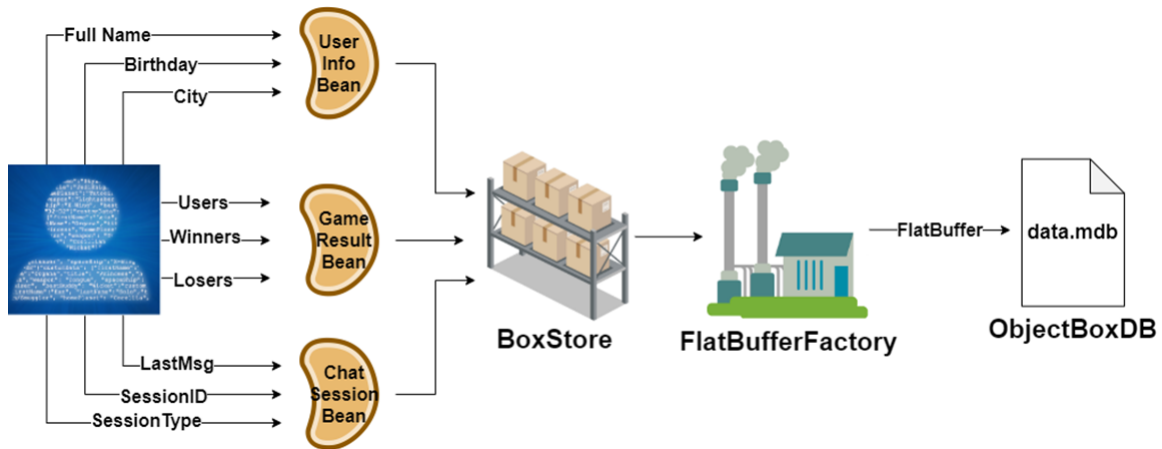 Full Name
Birthday
City
User
Info
Bean
Users
Winners
Losers
Game
Result
Bean
LastMsg
SessionID
SessionType
Chat
Session
Bean
BoxStore
FlatBufferFactory
FlatBuffer
data.mdb
ObjectBoxDB